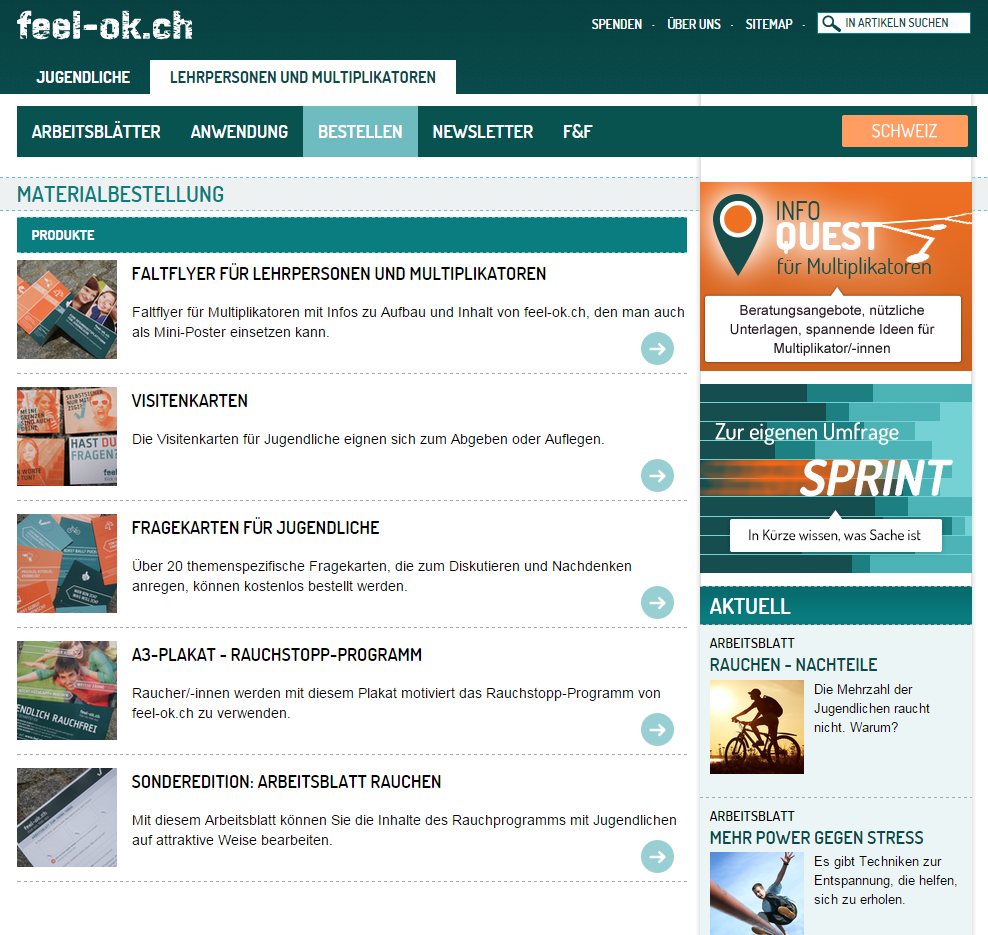 feel-ok.ch
SPENDEN · ÜBER UNS · SITEMAP ·
IN ARTIKELN SUCHEN
JUGENDLICHE
LEHRPERSONEN UND MULTIPLIKATOREN
ARBEITSBLÄTTER
ANWENDUNG
BESTELLEN
NEWSLETTER
F&F
SCHWEIZ
MATERIALBESTELLUNG
PRODUKTE
FALTFLYER FÜR LEHRPERSONEN UND MULTIPLIKATOREN
Faltflyer für Multiplikatoren mit Infos zu Aufbau und Inhalt von feel-ok.ch, den man auch
als Mini-Poster einsetzen kann.
HAST DU
FRAGEN?
VISITENKARTEN
Die Visitenkarten für Jugendliche eignen sich zum Abgeben oder Auflegen.
FRAGEKARTEN FÜR JUGENDLICHE
Über 20 themenspezifische Fragekarten, die zum Diskutieren und Nachdenken
anregen, können kostenlos bestellt werden.
ENDLICH RAUCHFREI
A3-PLAKAT - RAUCHSTOPP-PROGRAMM
Raucher/-innen werden mit diesem Plakat motiviert das Rauchstopp-Programm von
feel-ok.ch zu verwenden.
feel-ok.ch
SONDEREDITION: ARBEITSBLATT RAUCHEN
Mit diesem Arbeitsblatt können Sie die Inhalte des Rauchprogramms mit Jugendlichen
auf attraktive Weise bearbeiten.
INFO
QUEST
für Multiplikatoren
Beratungsangebote, nützliche
Unterlagen, spannende Ideen für
Multiplikator/-innen
Zur eigenen Umfrage
SPRINT
In Kürze wissen, was Sache ist
AKTUELL
ARBEITSBLATT
RAUCHEN - NACHTEILE
Die Mehrzahl der
Jugendlichen raucht
nicht. Warum?
ARBEITSBLATT
MEHR POWER GEGEN STRESS
Es gibt Techniken zur
Entspannung, die helfen,
sich zu erholen.